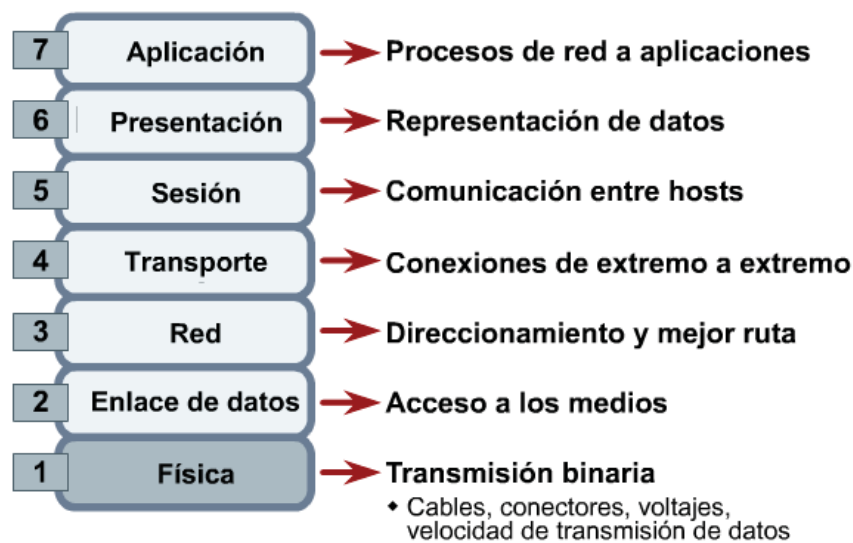 7 Aplicación Procesos de red a aplicaciones
6 Presentación Representación de datos
5 Sesión Comunicación entre hosts
4 Transporte Conexiones de extremo a extremo
3 Red Direccionamiento y mejor ruta
2 Enlace de datos Acceso a los medios
1 Física Transmisión binaria
Cables, conectores, voltajes,
velocidad de transmisión de datos